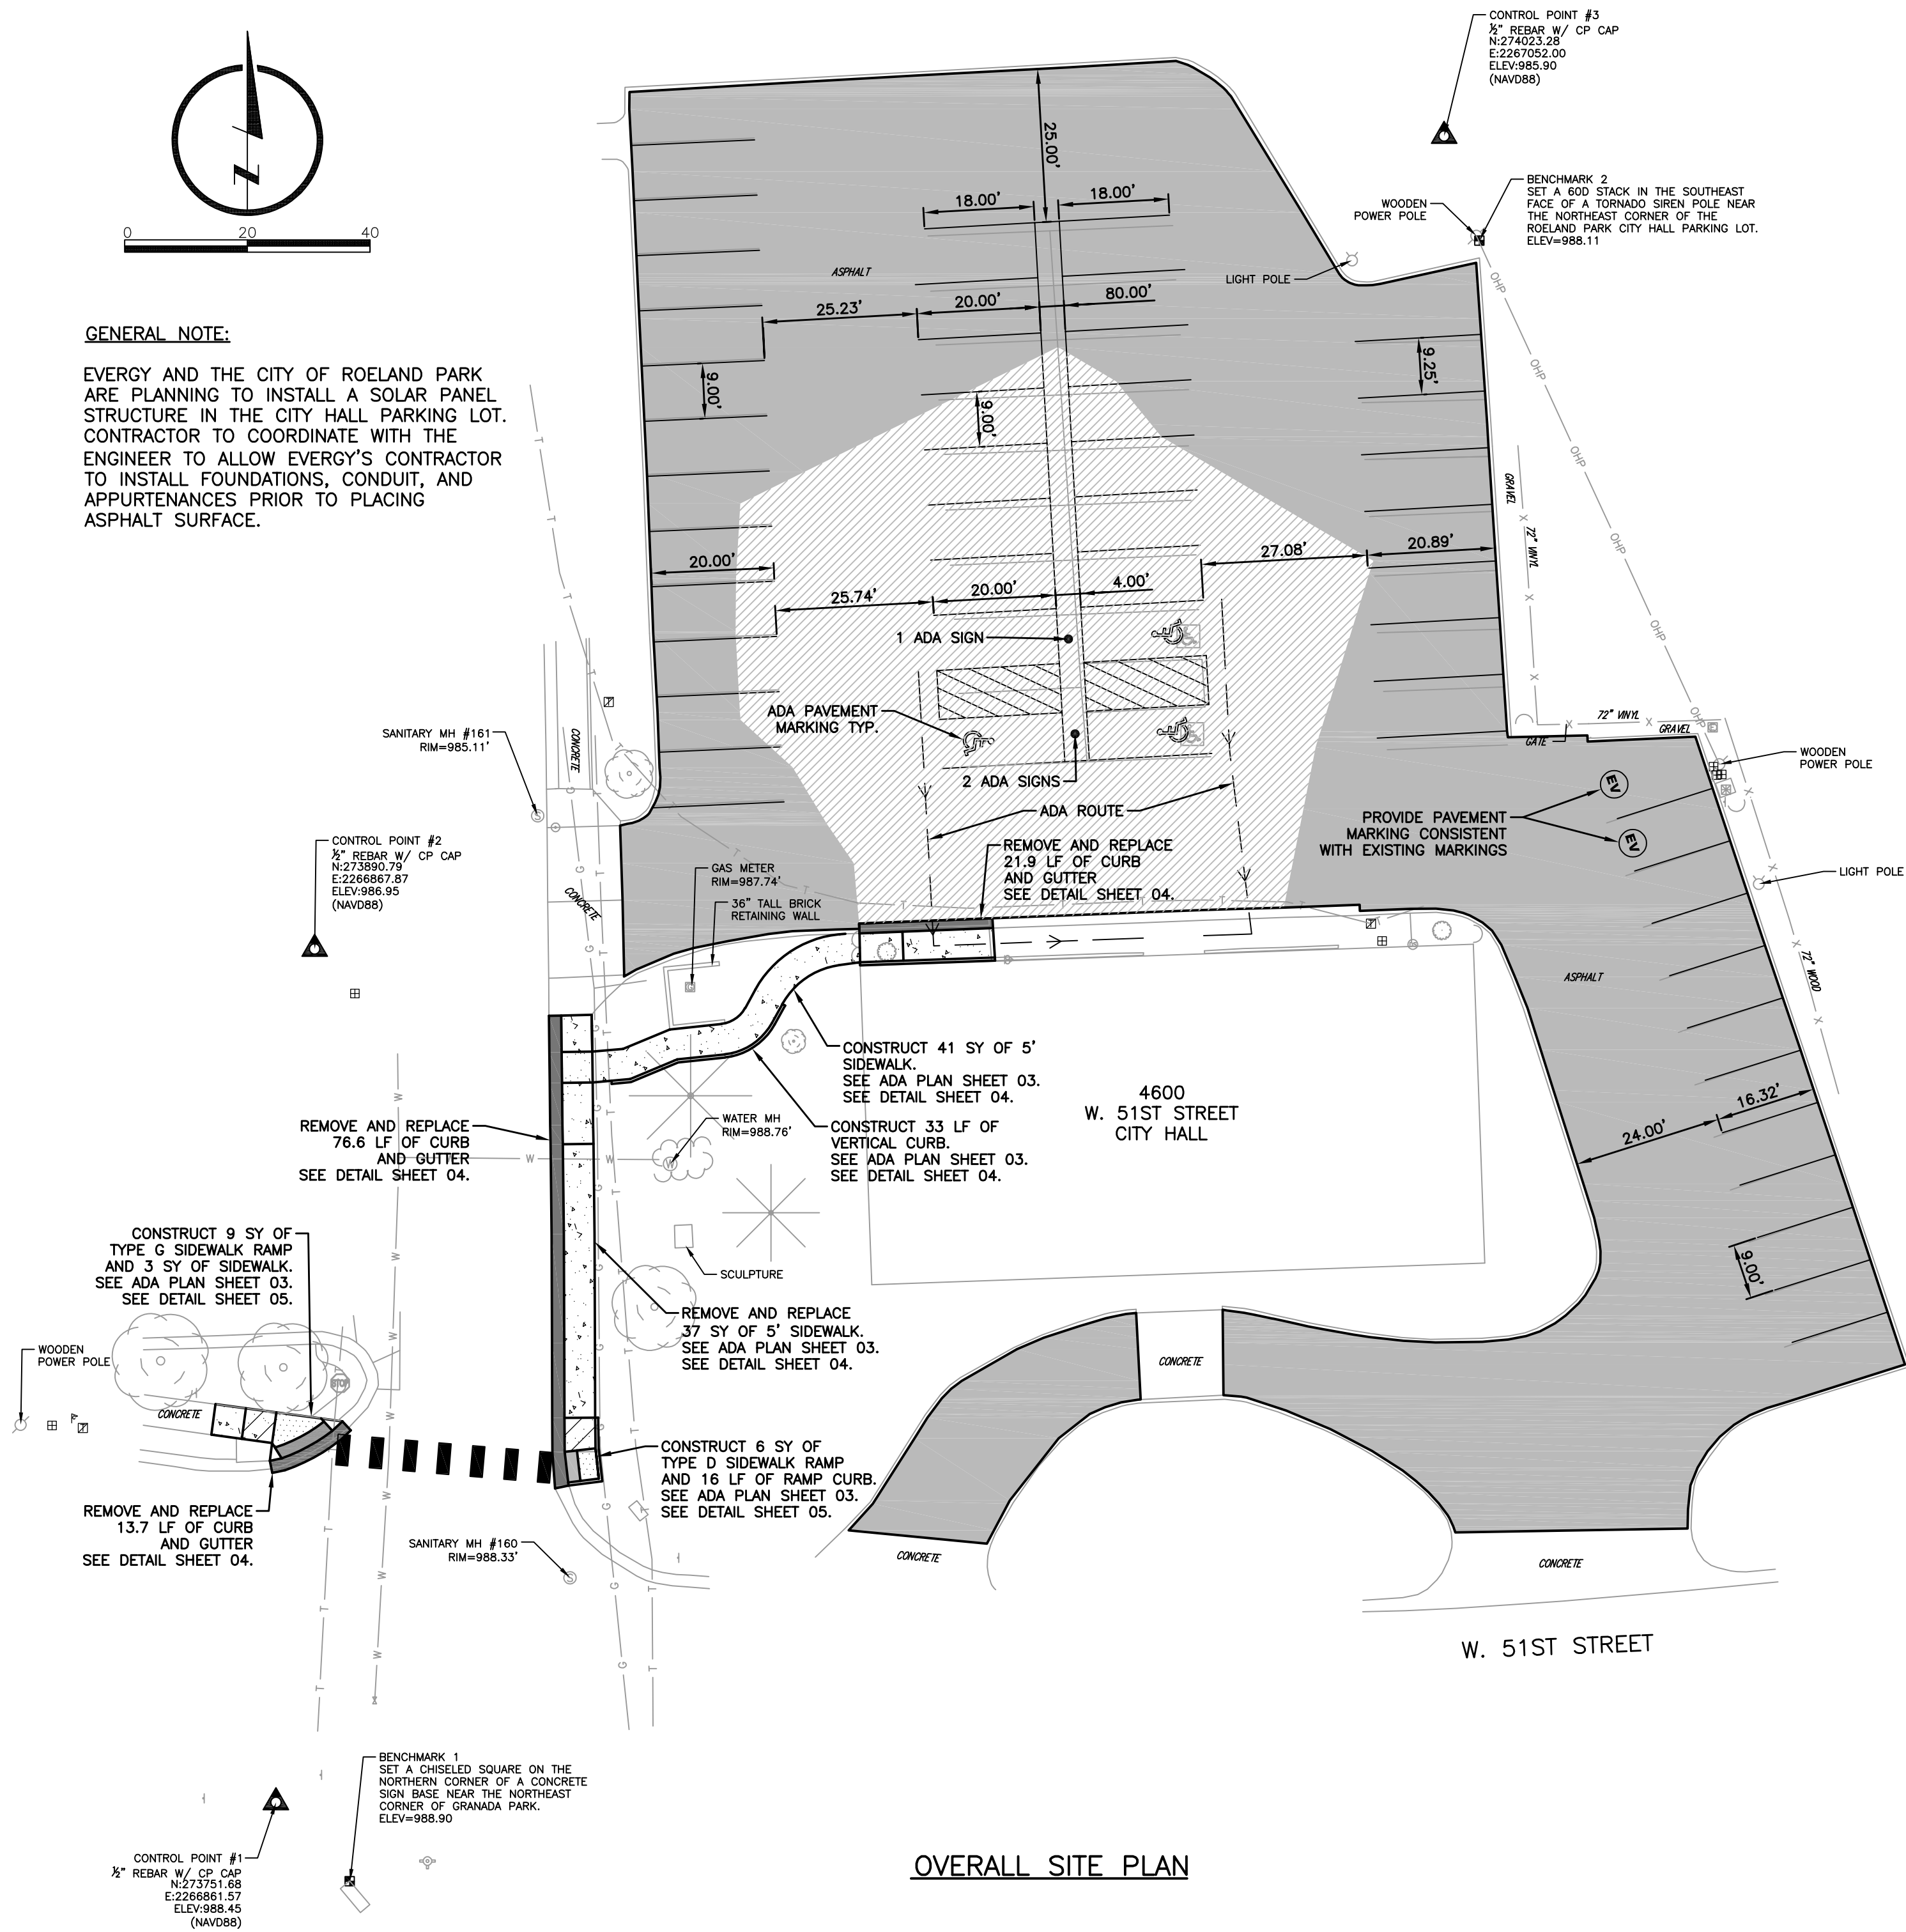 CONTROL POINT #3
½" REBAR W/ CP CAP
N:274023.28
E:2267052.00
ELEV:985.90
(NAVD88)
N
0 20 40
BENCHMARK 2
SET A 60D STACK IN THE SOUTHEAST
FACE OF A TORNADO SIREN POLE NEAR
THE NORTHEAST CORNER OF THE
ROELAND PARK CITY HALL PARKING LOT.
ELEV=988.11
WOODEN
POWER POLE
LIGHT POLE
25.00'
18.00'
18.00'
ASPHALT
25.23'
20.00'
80.00'
9.00'
9.00'
9.25'
GENERAL NOTE:
EVERGY AND THE CITY OF ROELAND PARK
ARE PLANNING TO INSTALL A SOLAR PANEL
STRUCTURE IN THE CITY HALL PARKING LOT.
CONTRACTOR TO COORDINATE WITH THE
ENGINEER TO ALLOW EVERGY'S CONTRACTOR
TO INSTALL FOUNDATIONS, CONDUIT, AND
APPURTENANCES PRIOR TO PLACING
ASPHALT SURFACE.
OHP
OHP
OHP
OHP
OHP
OHP
GRAVEL
72" VINYL
20.00'
25.74'
20.00'
4.00'
27.08'
20.89'
1 ADA SIGN
ADA PAVEMENT
MARKING TYP.
2 ADA SIGNS
ADA ROUTE
72" VINYL
GRAVEL
GATE
WOODEN
POWER POLE
EV
EV
PROVIDE PAVEMENT
MARKING CONSISTENT
WITH EXISTING MARKINGS
LIGHT POLE
72" WOOD
SANITARY MH #161
RIM=985.11'
CONCRETE
CONCRETE
CONTROL POINT #2
½" REBAR W/ CP CAP
N:273890.79
E:2266867.87
ELEV:986.95
(NAVD88)
GAS METER
RIM=987.74'
36" TALL BRICK
RETAINING WALL
REMOVE AND REPLACE
21.9 LF OF CURB
AND GUTTER
SEE DETAIL SHEET 04.
ASPHALT
CONSTRUCT 41 SY OF 5'
SIDEWALK.
SEE ADA PLAN SHEET 03.
SEE DETAIL SHEET 04.
4600
W. 51ST STREET
CITY HALL
16.32'
24.00'
9.00'
WATER MH
RIM=988.76'
CONSTRUCT 33 LF OF
VERTICAL CURB.
SEE ADA PLAN SHEET 03.
SEE DETAIL SHEET 04.
REMOVE AND REPLACE
76.6 LF OF CURB
AND GUTTER
SEE DETAIL SHEET 04.
CONSTRUCT 9 SY OF
TYPE G SIDEWALK RAMP
AND 3 SY OF SIDEWALK.
SEE ADA PLAN SHEET 03.
SEE DETAIL SHEET 05.
SCULPTURE
REMOVE AND REPLACE
37 SY OF 5' SIDEWALK.
SEE ADA PLAN SHEET 03.
SEE DETAIL SHEET 04.
WOODEN
POWER POLE
STOP
CONCRETE
CONCRETE
CONSTRUCT 6 SY OF
TYPE D SIDEWALK RAMP
AND 16 LF OF RAMP CURB.
SEE ADA PLAN SHEET 03.
SEE DETAIL SHEET 05.
REMOVE AND REPLACE
13.7 LF OF CURB
AND GUTTER
SEE DETAIL SHEET 04.
SANITARY MH #160
RIM=988.33'
CONCRETE
CONCRETE
W. 51ST STREET
BENCHMARK 1
SET A CHISELED SQUARE ON THE
NORTHERN CORNER OF A CONCRETE
SIGN BASE NEAR THE NORTHEAST
CORNER OF GRANADA PARK.
ELEV=988.90
CONTROL POINT #1
½" REBAR W/ CP CAP
N:273751.68
E:2266861.57
ELEV:988.45
(NAVD88)
OVERALL SITE PLAN